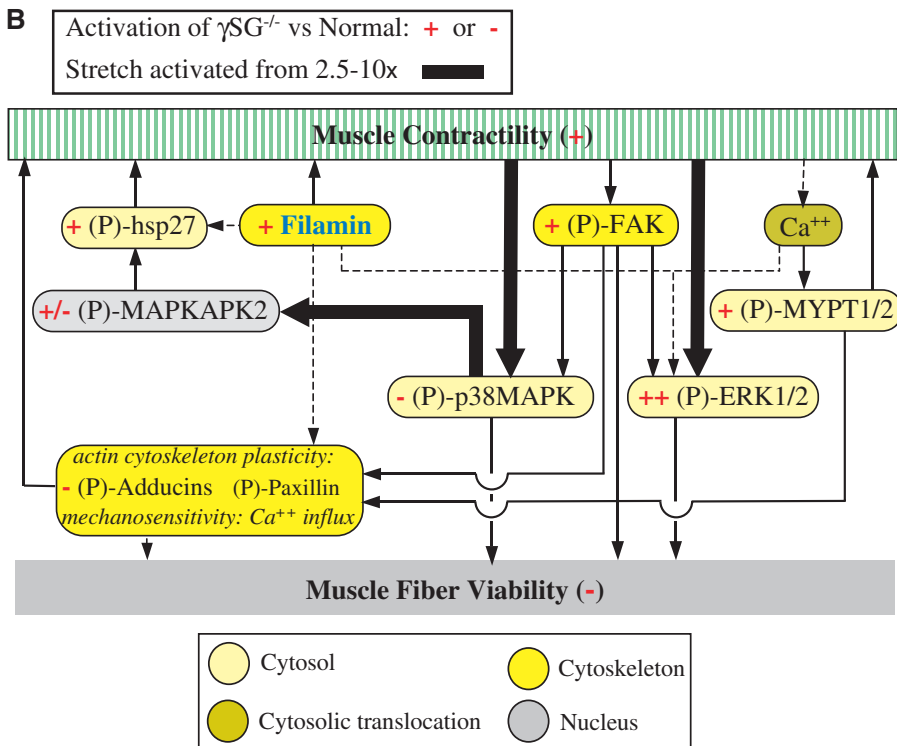 B
Activation of γSG-/- vs Normal: + or -
Stretch activated from 2.5-10x
Muscle Contractility (+)
+ (P)-hsp27
+ Filamin
+ (P)-FAK
Ca++
+/- (P)-MAPKAPK2
+ (P)-MYPT1/2
- (P)-p38MAPK
++ (P)-ERK1/2
actin cytoskeleton plasticity:
- (P)-Adducins (P)-Paxillin
mechanosensitivity: Ca++ influx
Muscle Fiber Viability (-)
Cytosol
Cytoskeleton
Cytosolic translocation
Nucleus